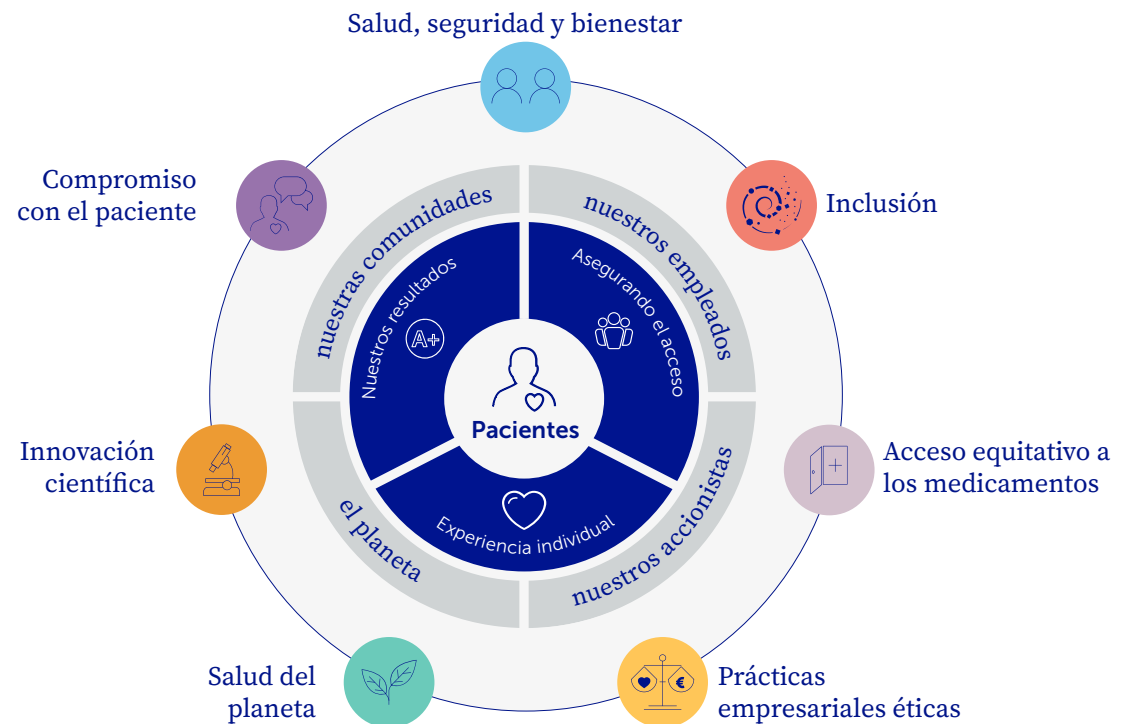 Salud, seguridad y bienestar
Compromiso
con el paciente
Inclusión
nuestras comunidades
nuestros empleados
Nuestros resultados
Asegurando el acceso
A+
Pacientes
Innovación
científica
Acceso equitativo a
los medicamentos
Experiencia individual
el planeta
nuestros accionistas
€
Salud del
planeta
Prácticas
empresariales éticas